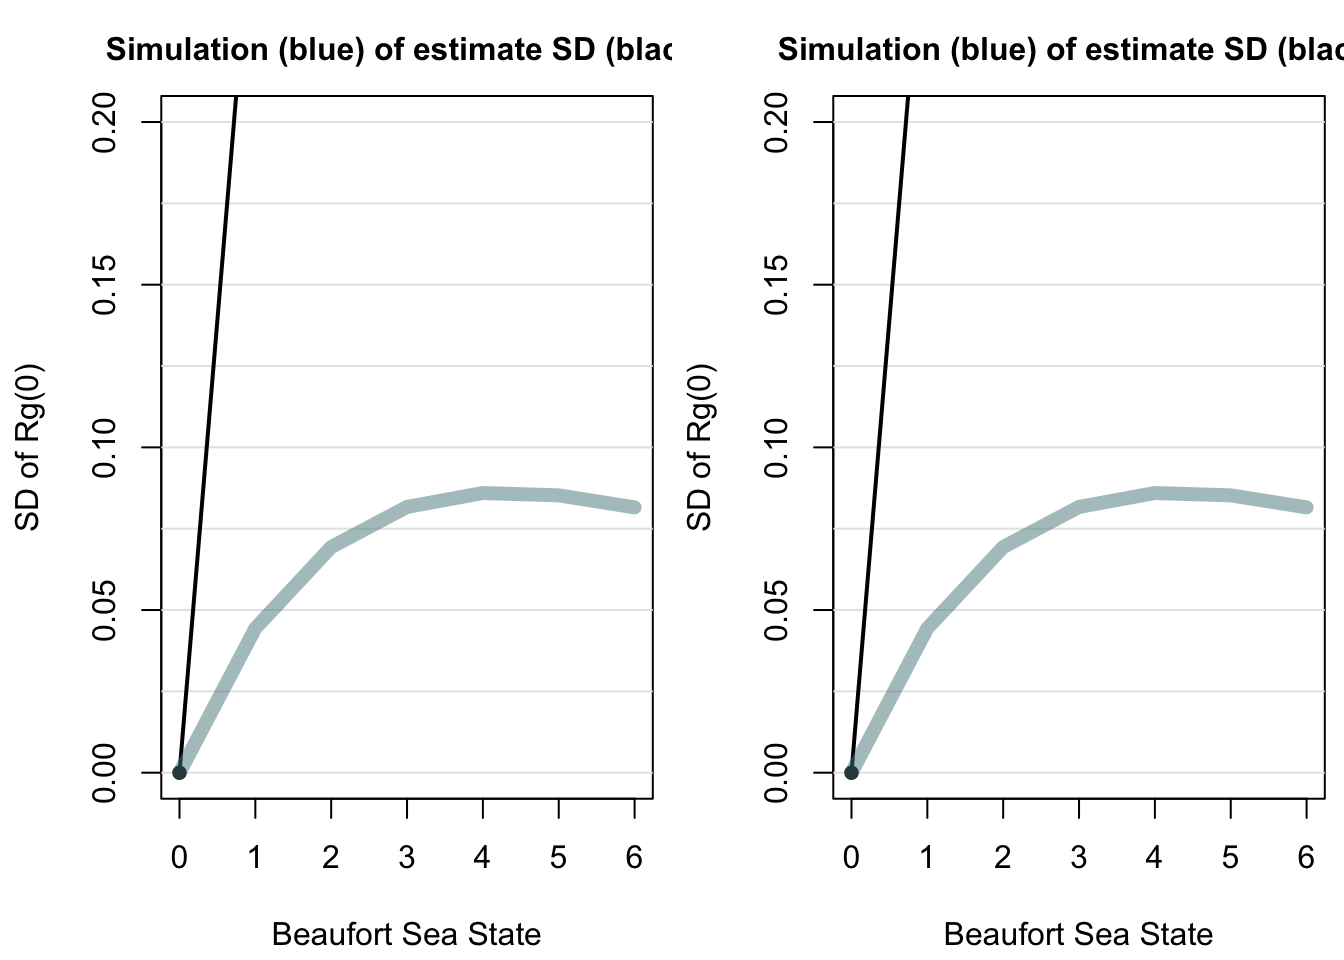 Simulation (blue) of estimate SD (blac
SD of Rg(0)
0.20
0.15
0.10
0.05
0.00
0 1 2 3 4 5 6
Beaufort Sea State
Simulation (blue) of estimate SD (blac
SD of Rg(0)
0.20
0.15
0.10
0.05
0.00
0 1 2 3 4 5 6
Beaufort Sea State